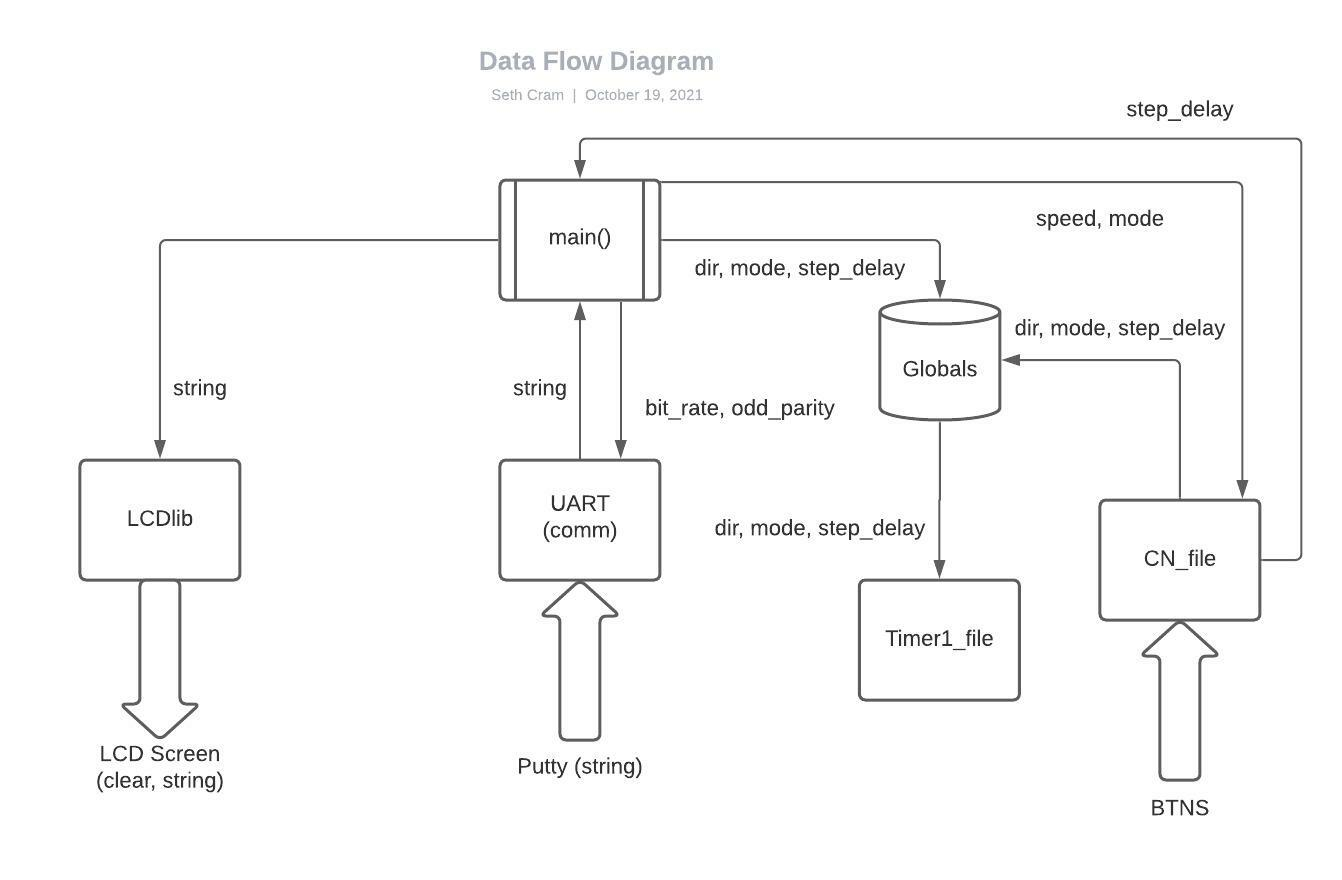 Data Flow Diagram
Seth Cram | October 19, 2021
step_delay
speed, mode
main()
dir, mode, step_delay
dir, mode, step_delay
Globals
string
string
bit_rate, odd_parity
LCDlib
UART
(comm)
dir, mode, step_delay
CN_file
Timer1_file
LCD Screen
(clear, string)
Putty (string)
BTNS